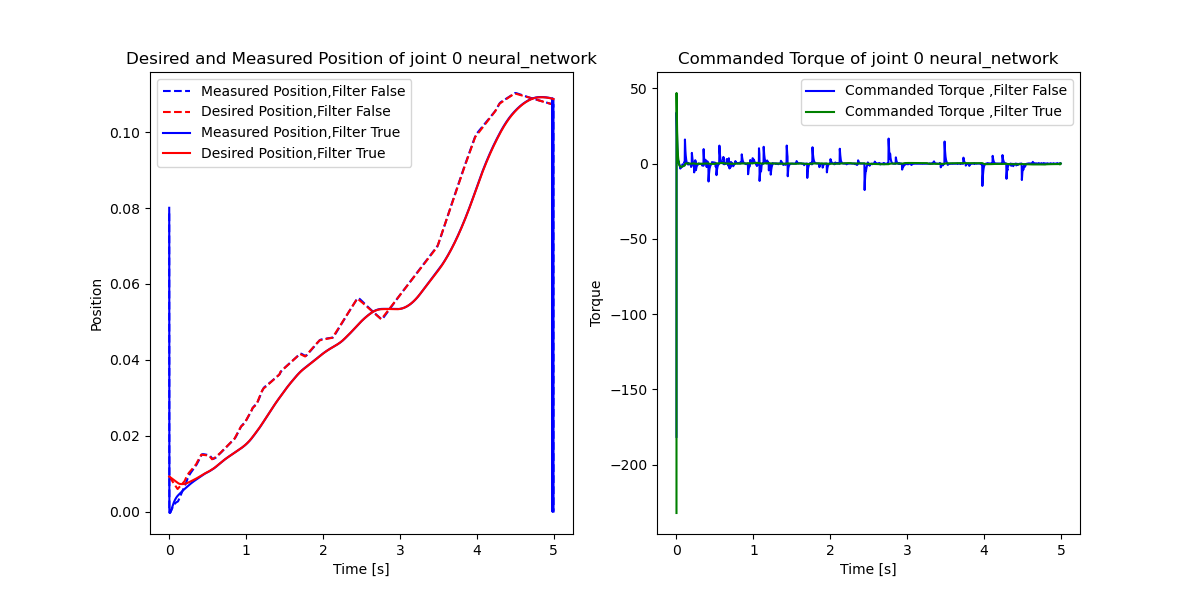 Desired and Measured Position of joint 0 neural_network
Measured Position,Filter False
Desired Position,Filter False
Measured Position,Filter True
Desired Position,Filter True
0.10
0.08
0.06
0.04
0.02
0.00
Position
0
1
2
3
4
5
Time [s]
Commanded Torque of joint 0 neural_network
Commanded Torque ,Filter False
Commanded Torque ,Filter True
50
0
−50
−100
−150
−200
Torque
0
1
2
3
4
5
Time [s]